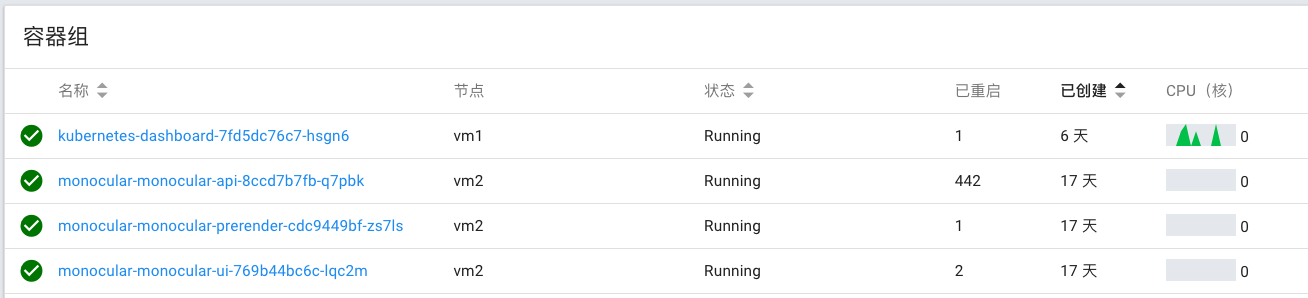 容器组
名称 节点 状态 已重启 已创建 CPU（核）
kubernetes-dashboard-7fd5dc76c7-hsgn6 vm1 Running 1 6 天 0
monocular-monocular-api-8ccd7b7fb-q7pbk vm2 Running 442 17 天 0
monocular-monocular-prerender-cdc9449bf-zs7ls vm2 Running 1 17 天 0
monocular-monocular-ui-769b44bc6c-lqc2m vm2 Running 2 17 天 0